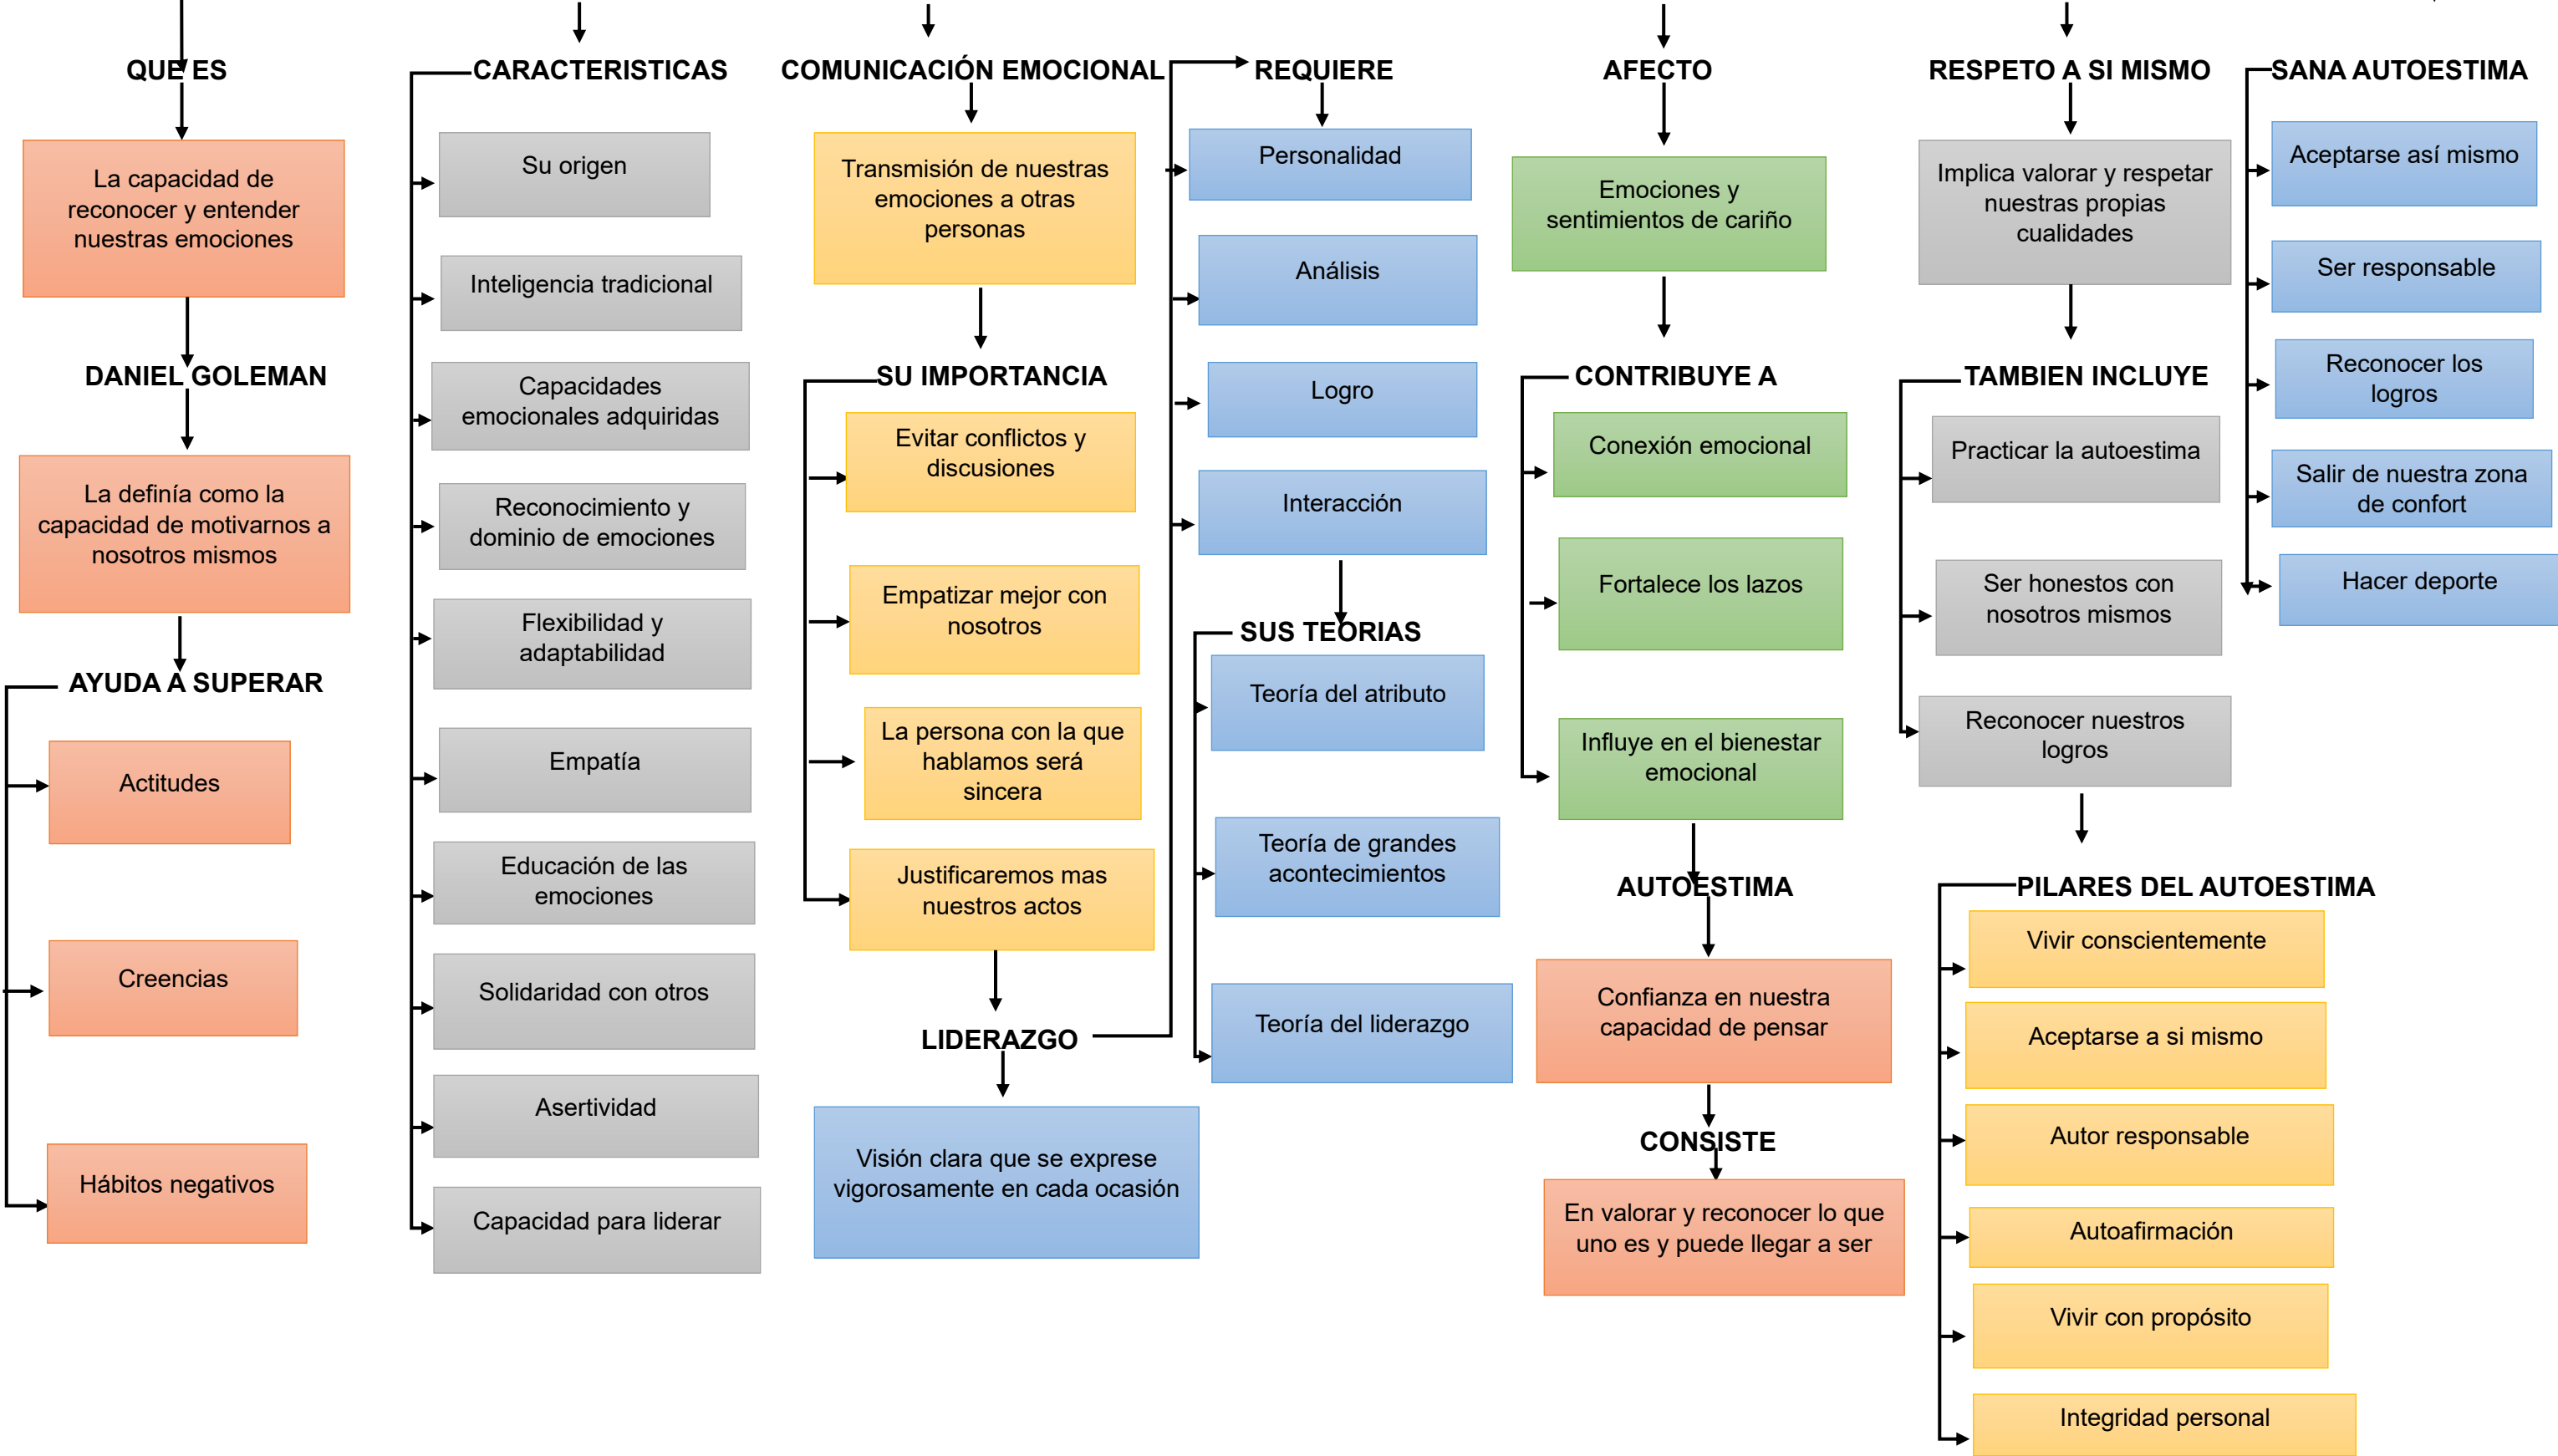 QUE ES
La capacidad de
reconocer y entender
nuestras emociones
DANIEL GOLEMAN
La definía como la
capacidad de motivarnos a
nosotros mismos
AYUDA A SUPERAR
Actitudes
Creencias
Hábitos negativos
CARACTERISTICAS
Su origen
Inteligencia tradicional
Capacidades
emocionales adquiridas
Reconocimiento y
dominio de emociones
Flexibilidad y
adaptabilidad
Empatía
Educación de las
emociones
Solidaridad con otros
Asertividad
Capacidad para liderar
COMUNICACIÓN EMOCIONAL
Transmisión de nuestras
emociones a otras
personas
SU IMPORTANCIA
Evitar conflictos y
discusiones
Empatizar mejor con
nosotros
La persona con la que
hablamos será
sincera
Justificaremos mas
nuestros actos
LIDERAZGO
Visión clara que se exprese
vigorosamente en cada ocasión
REQUIERE
Personalidad
Análisis
Logro
Interacción
SUS TEORIAS
Teoría del atributo
Teoría de grandes
acontecimientos
Teoría del liderazgo
AFECTO
Emociones y
sentimientos de cariño
CONTRIBUYE A
Conexión emocional
Fortalece los lazos
Influye en el bienestar
emocional
AUTOESTIMA
Confianza en nuestra
capacidad de pensar
CONSISTE
En valorar y reconocer lo que
uno es y puede llegar a ser
RESPETO A SI MISMO
Implica valorar y respetar
nuestras propias
cualidades
TAMBIEN INCLUYE
Practicar la autoestima
Ser honestos con
nosotros mismos
Reconocer nuestros
logros
PILARES DEL AUTOESTIMA
Vivir conscientemente
Aceptarse a si mismo
Autor responsable
Autoafirmación
Vivir con propósito
Integridad personal
SANA AUTOESTIMA
Aceptarse así mismo
Ser responsable
Reconocer los
logros
Salir de nuestra zona
de confort
Hacer deporte